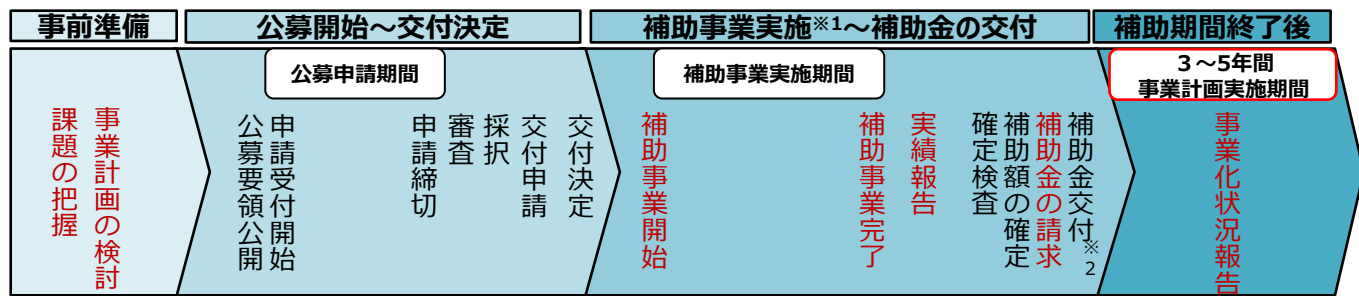 事前準備
公募開始～交付決定
補助事業実施※1～補助金の交付
補助期間終了後
公募申請期間
補助事業実施期間
３～5年間
事業計画実施期間
課題の把握
事業計画の検討
公募要領公開
申請受付開始
申請締切
審査
採択
交付申請
交付決定
補助事業開始
補助事業完了
実績報告
確定検査
補助額の確定
補助金の請求
補助金交付※2
事業化状況報告